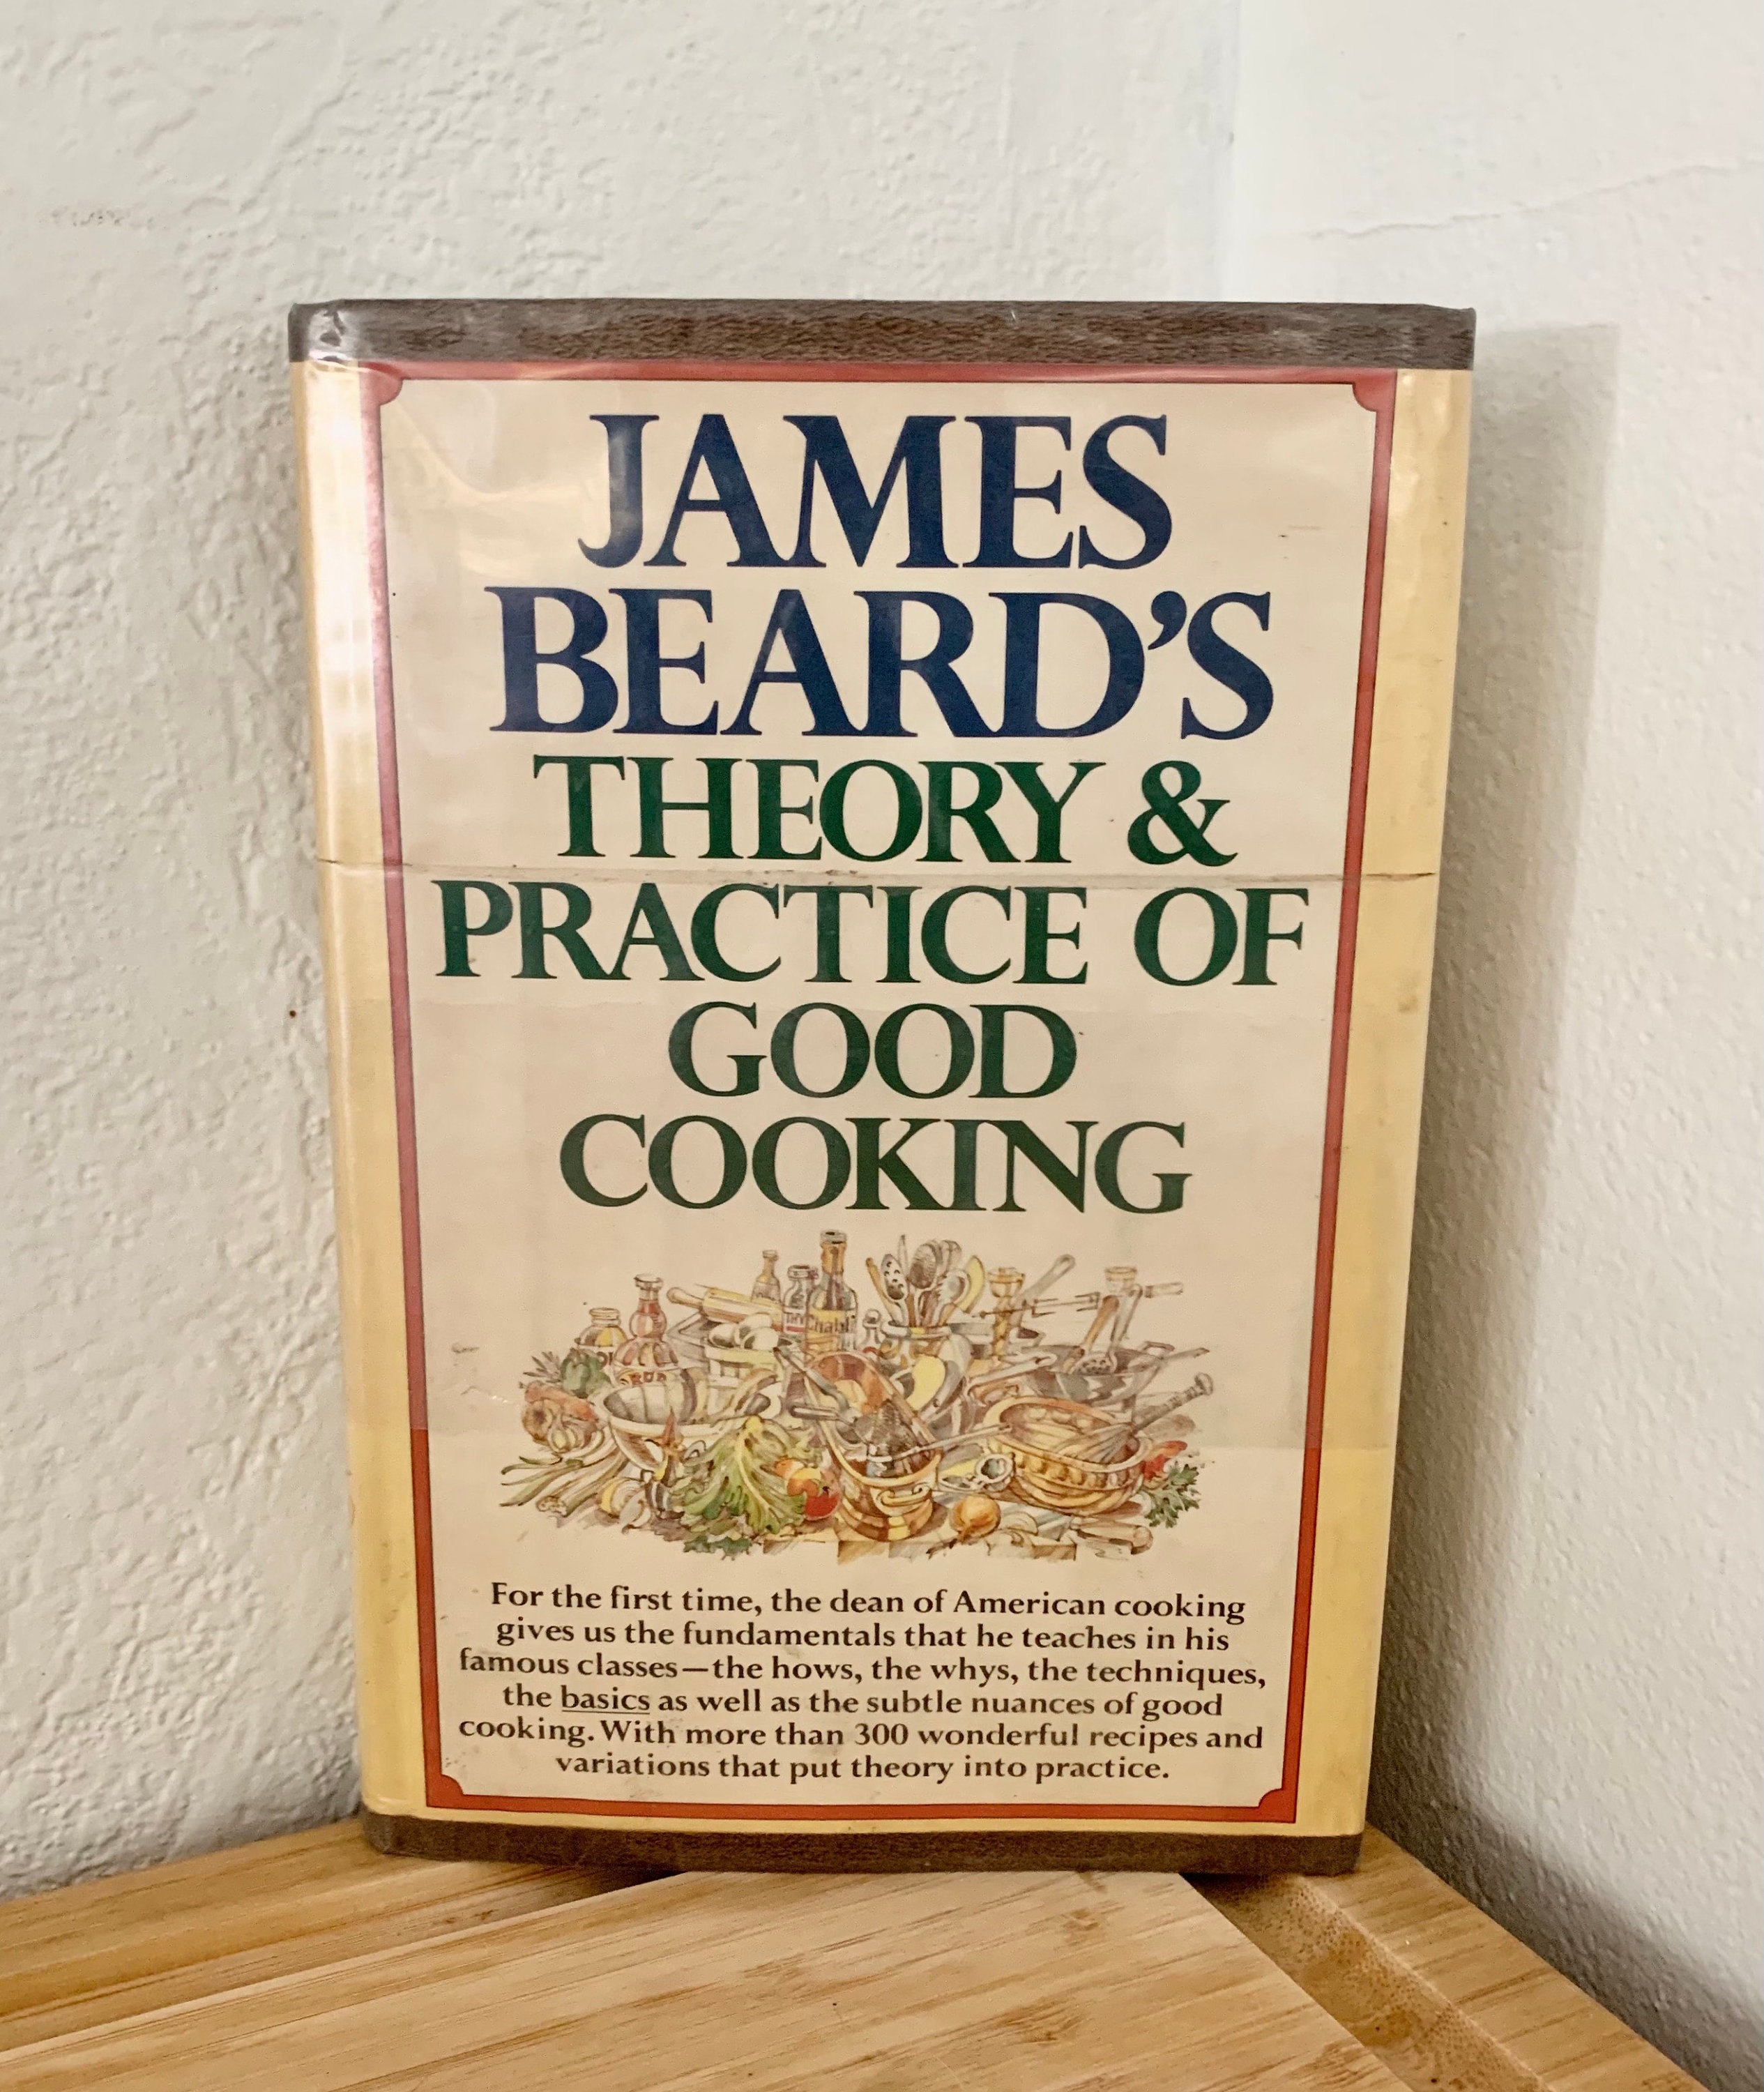 JAMES
BEARD'S
THEORY &
PRACTICE OF
GOOD
COOKING
For the first time, the dean of American cooking
gives us the fundamentals that he teaches in his
famous classes—the hows, the whys, the techniques,
the basics as well as the subtle nuances of good
cooking. With more than 300 wonderful recipes and
variations that put theory into practice.